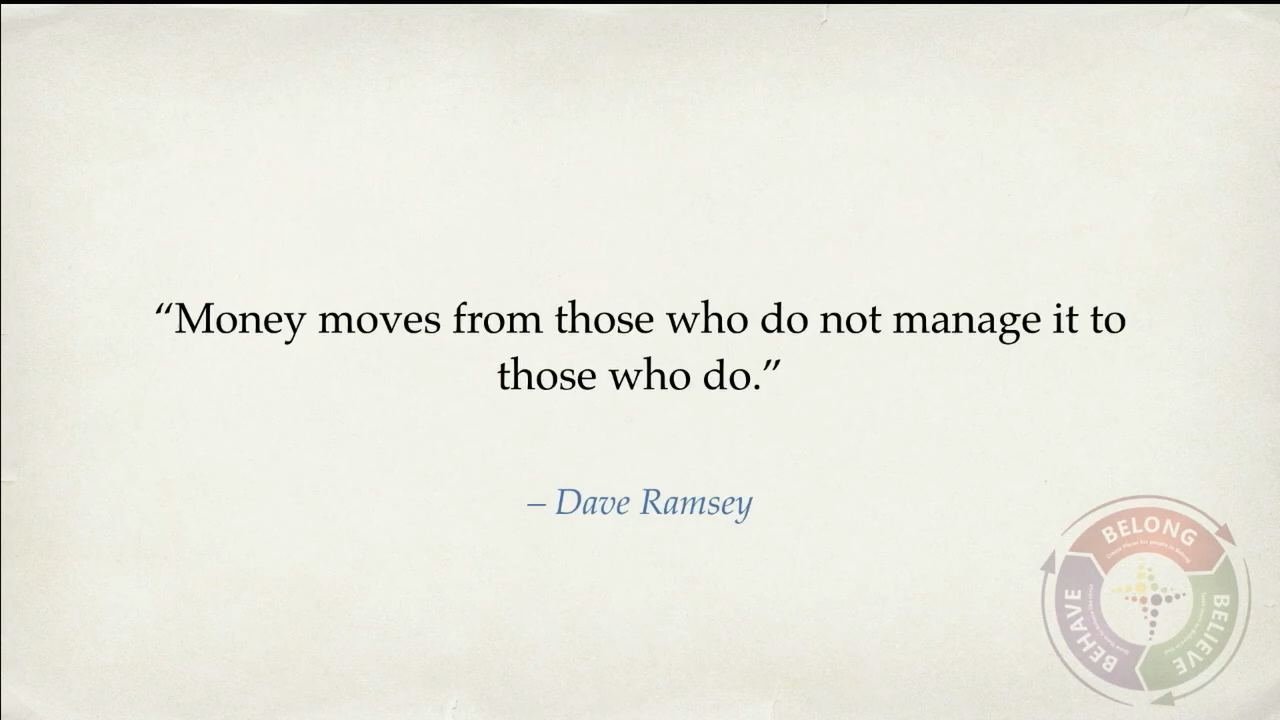 “Money moves from those who do not manage it to
those who do.”
– Dave Ramsey
BELONG
BELIEVE
BEHAVE